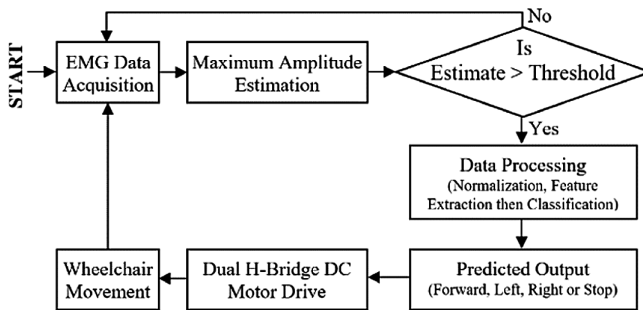 No
START
EMG Data
Acquisition
Maximum Amplitude
Estimation
Is
Estimate > Threshold
Yes
Data Processing
(Normalization, Feature
Extraction then Classification)
Wheelchair
Movement
Dual H-Bridge DC
Motor Drive
Predicted Output
(Forward, Left, Right or Stop)